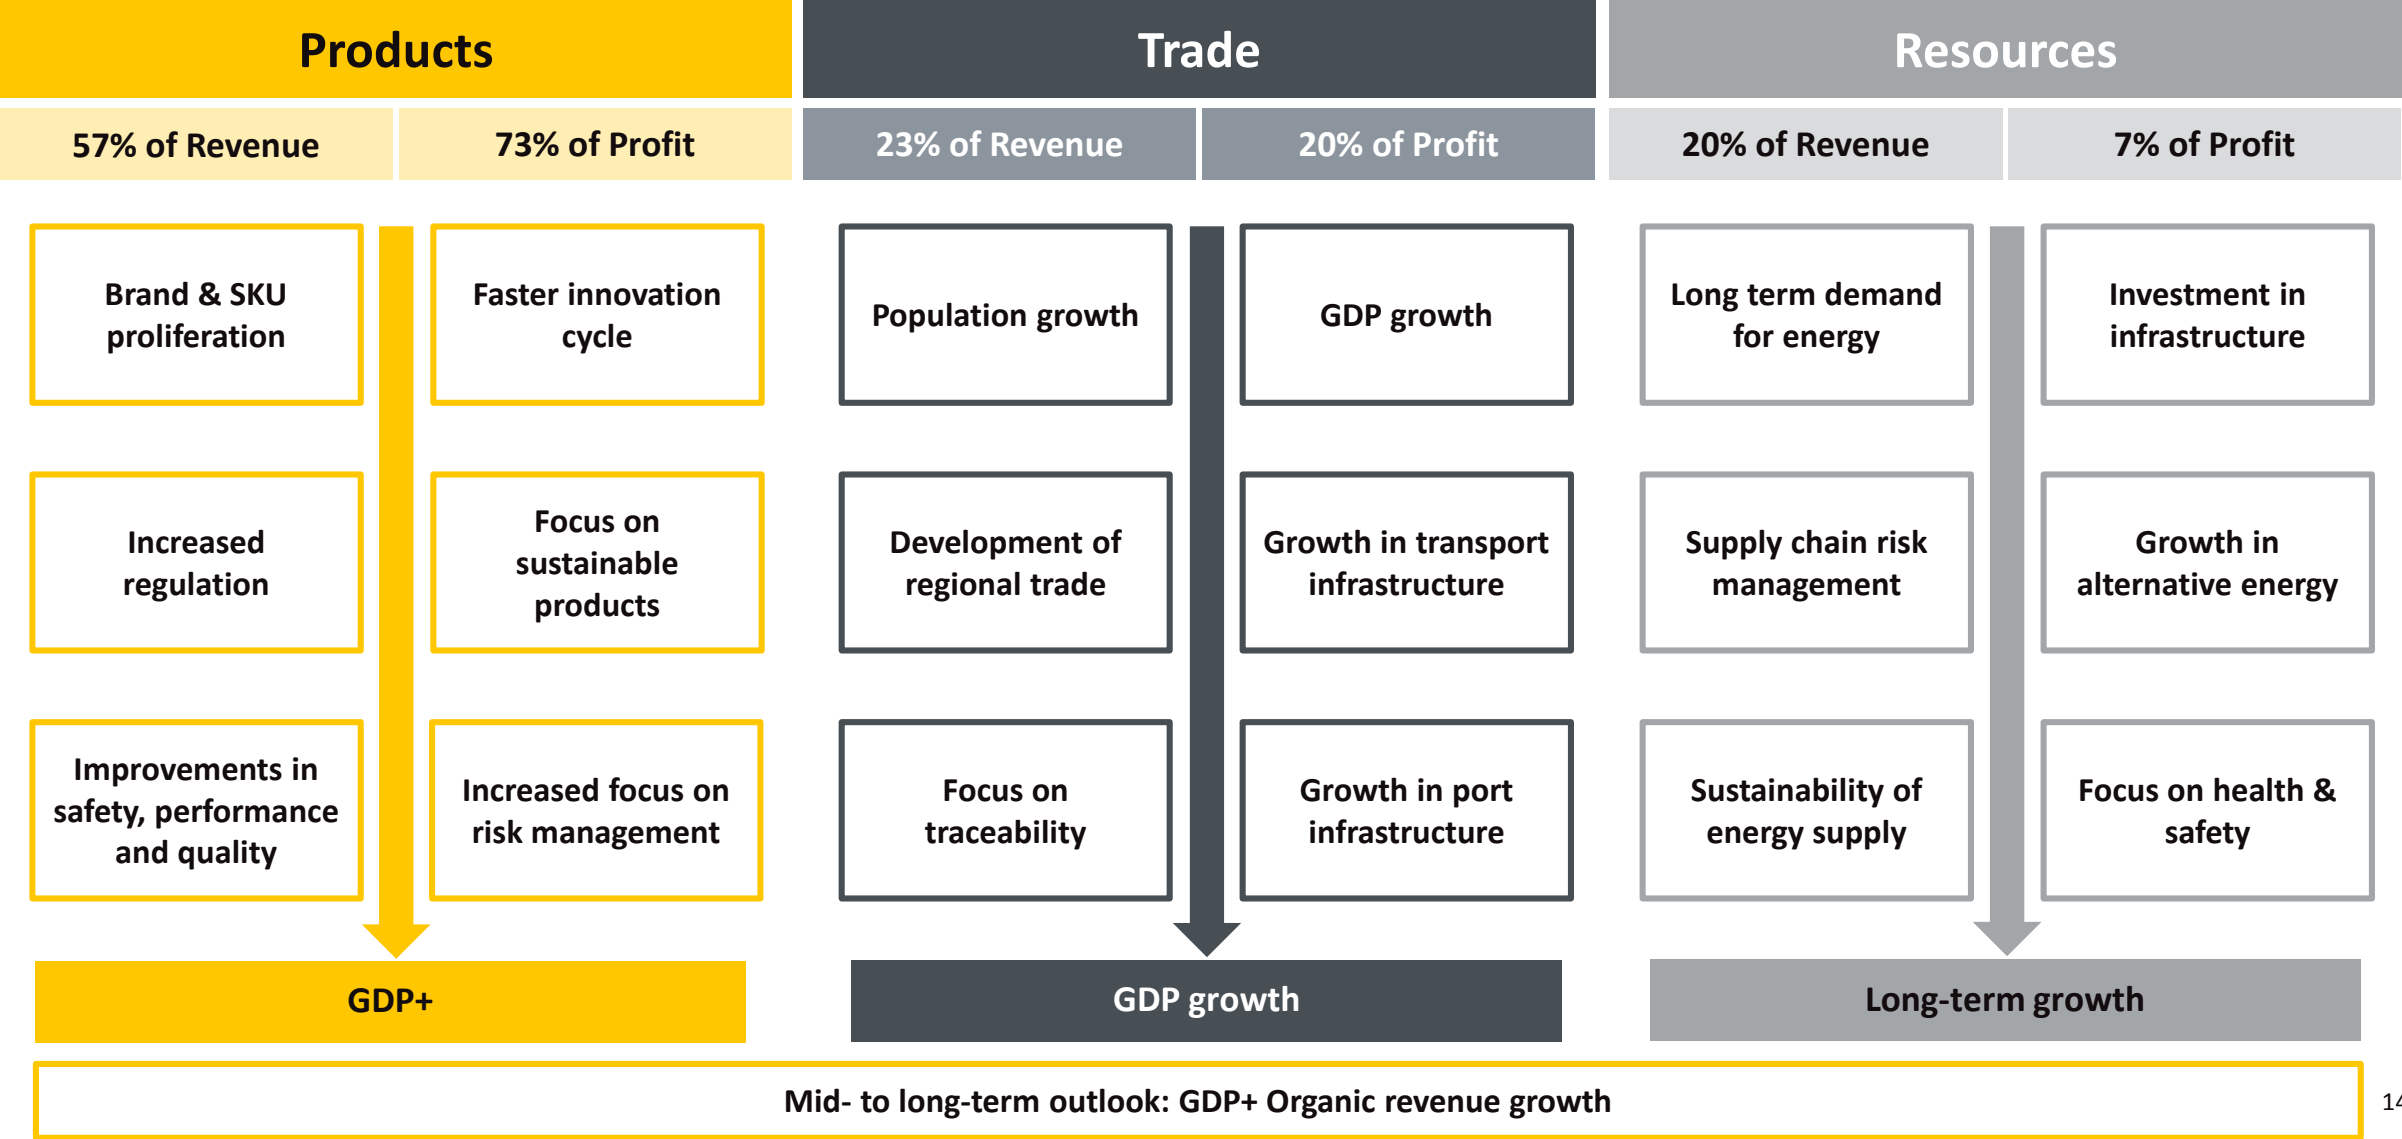 Products
57% of Revenue
73% of Profit
Brand & SKU
proliferation
Faster innovation
cycle
Increased
regulation
Focus on
sustainable
products
Improvements in
safety, performance
and quality
Increased focus on
risk management
GDP+
Trade
23% of Revenue
20% of Profit
Population growth
GDP growth
Development of
regional trade
Growth in transport
infrastructure
Focus on
traceability
Growth in port
infrastructure
GDP growth
Resources
20% of Revenue
7% of Profit
Long term demand
for energy
Investment in
infrastructure
Supply chain risk
management
Growth in
alternative energy
Sustainability of
energy supply
Focus on health &
safety
Long-term growth
Mid- to long-term outlook: GDP+ Organic revenue growth
14